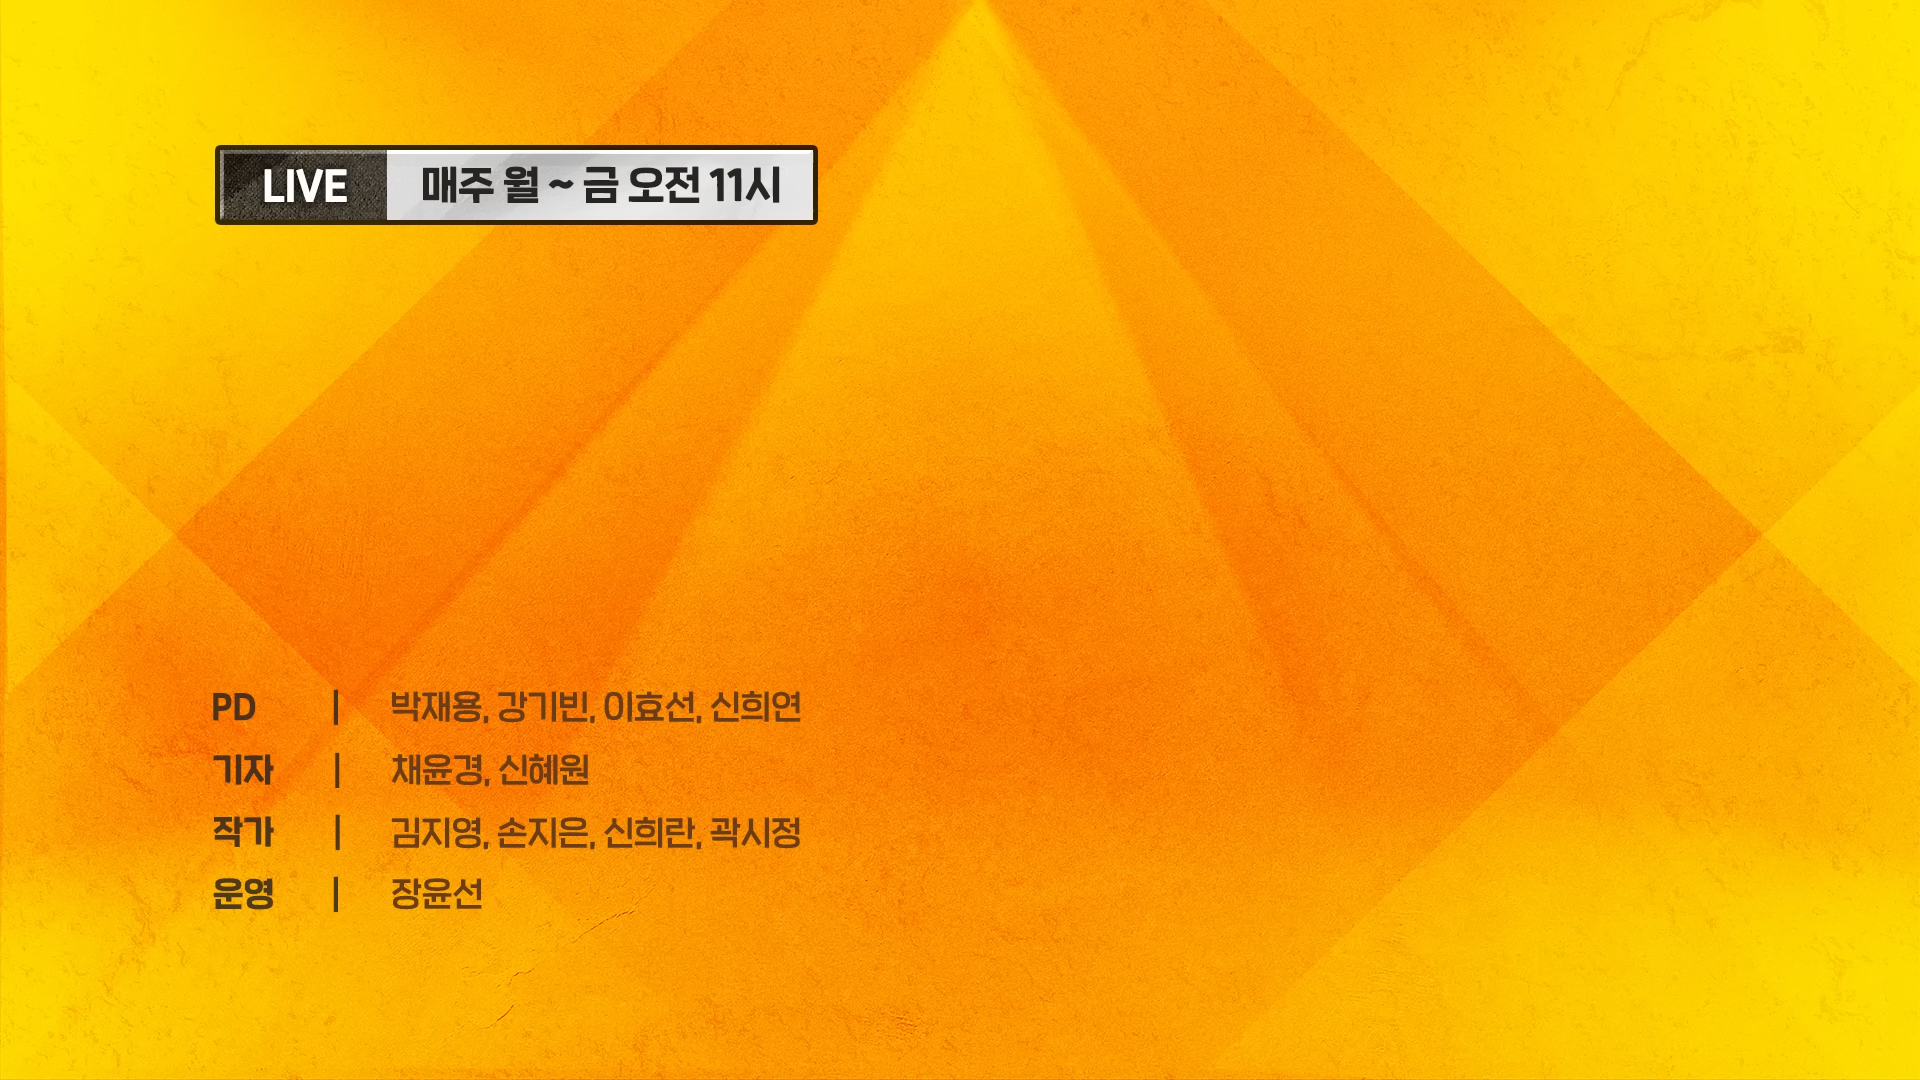 LIVE 매주 월 ~ 금 오전 11시
PD | 박재용, 강기빈, 이효선, 신희연
기자 | 채윤경, 신혜원
작가 | 김지영, 손지은, 신희란, 곽시정
운영 | 장윤선